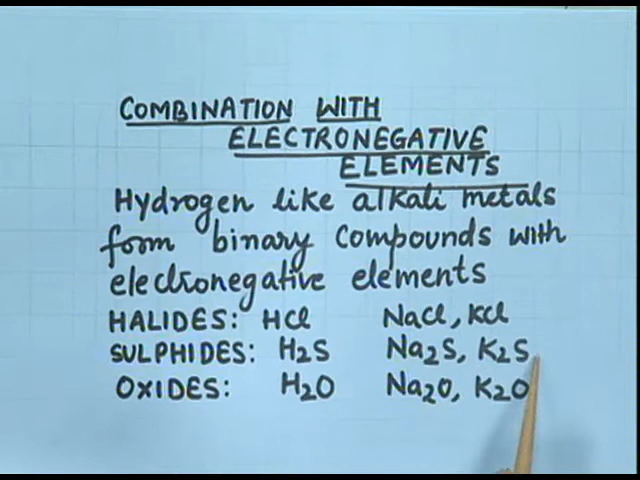 COMBINATION WITH
ELECTRONEGATIVE
ELEMENTS
Hydrogen like alkali metals
form binary compounds with
electronegative elements
HALIDES: HCl NaCl, KCl
SULPHIDES: H₂S Na₂S, K₂S
OXIDES: H₂O Na₂O, K₂O